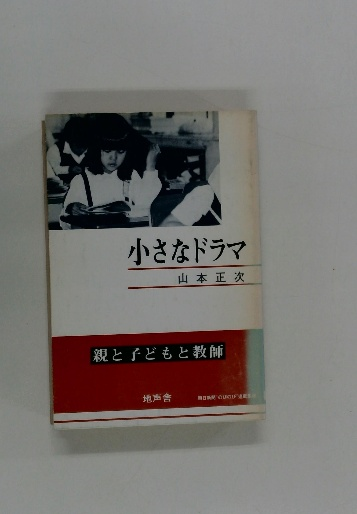 小さなドラマ
山本正次
親と子どもと教師
地声舎